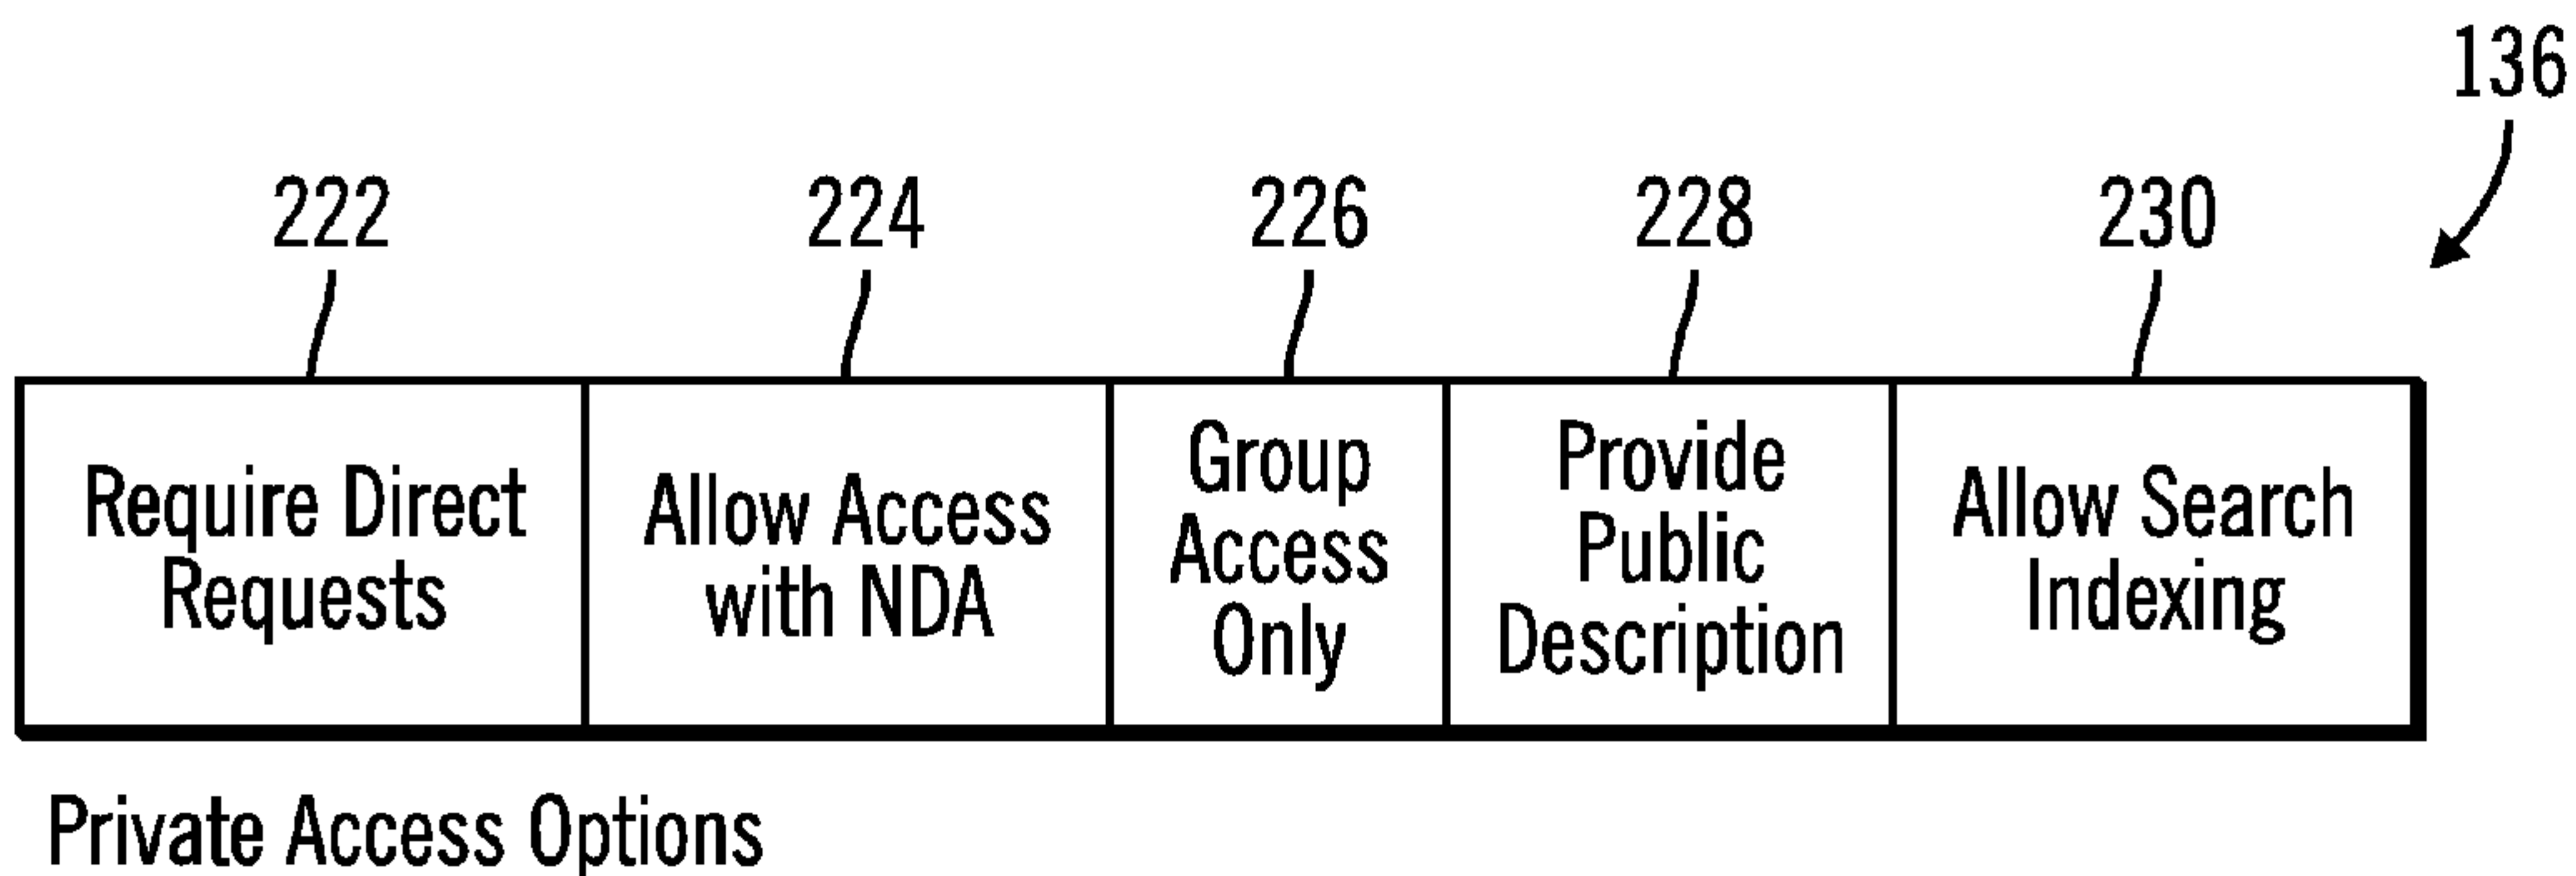 136
222 224 226 228 230
Require Direct
Requests
Allow Access
with NDA
Group
Access
Only
Provide
Public
Description
Allow Search
Indexing
Private Access Options